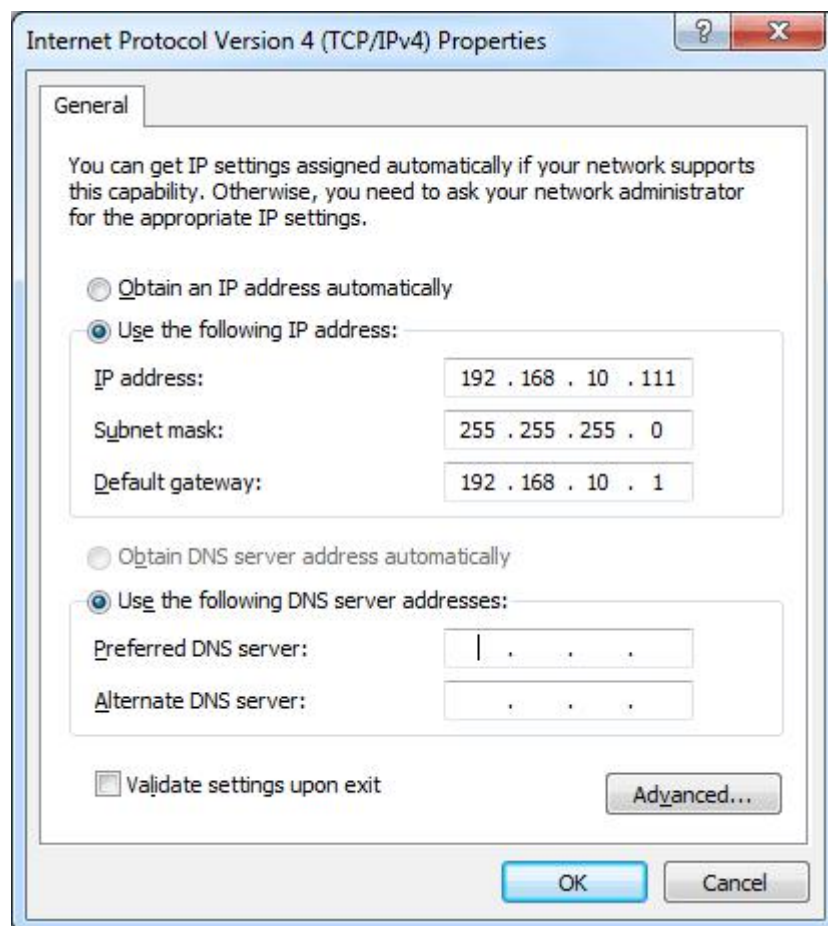 Internet Protocol Version 4 (TCP/IPv4) Properties
General
You can get IP settings assigned automatically if your network supports
this capability. Otherwise, you need to ask your network administrator
for the appropriate IP settings.
Obtain an IP address automatically
Use the following IP address:
IP address: 192 . 168 . 10 . 111
Subnet mask: 255 . 255 . 255 . 0
Default gateway: 192 . 168 . 10 . 1
Obtain DNS server address automatically
Use the following DNS server addresses:
Preferred DNS server: . . .
Alternate DNS server: . . .
Validate settings upon exit
Advanced...
OK Cancel